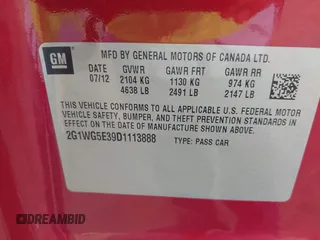 GM
MFD BY GENERAL MOTORS OF CANADA LTD.
DATE GVWR GAWR FRT GAWR RR
07/12 2104 KG 1130 KG 974 KG
4638 LB 2491 LB 2147 LB
THIS VEHICLE CONFORMS TO ALL APPLICABLE U.S. FEDERAL MOTOR
VEHICLE SAFETY, BUMPER, AND THEFT PREVENTION STANDARDS
IN EFFECT ON THE DATE OF MANUFACTURE SHOWN ABOVE.
2G1WG5E39D1113888 TYPE: PASS CAR
DREAMBID